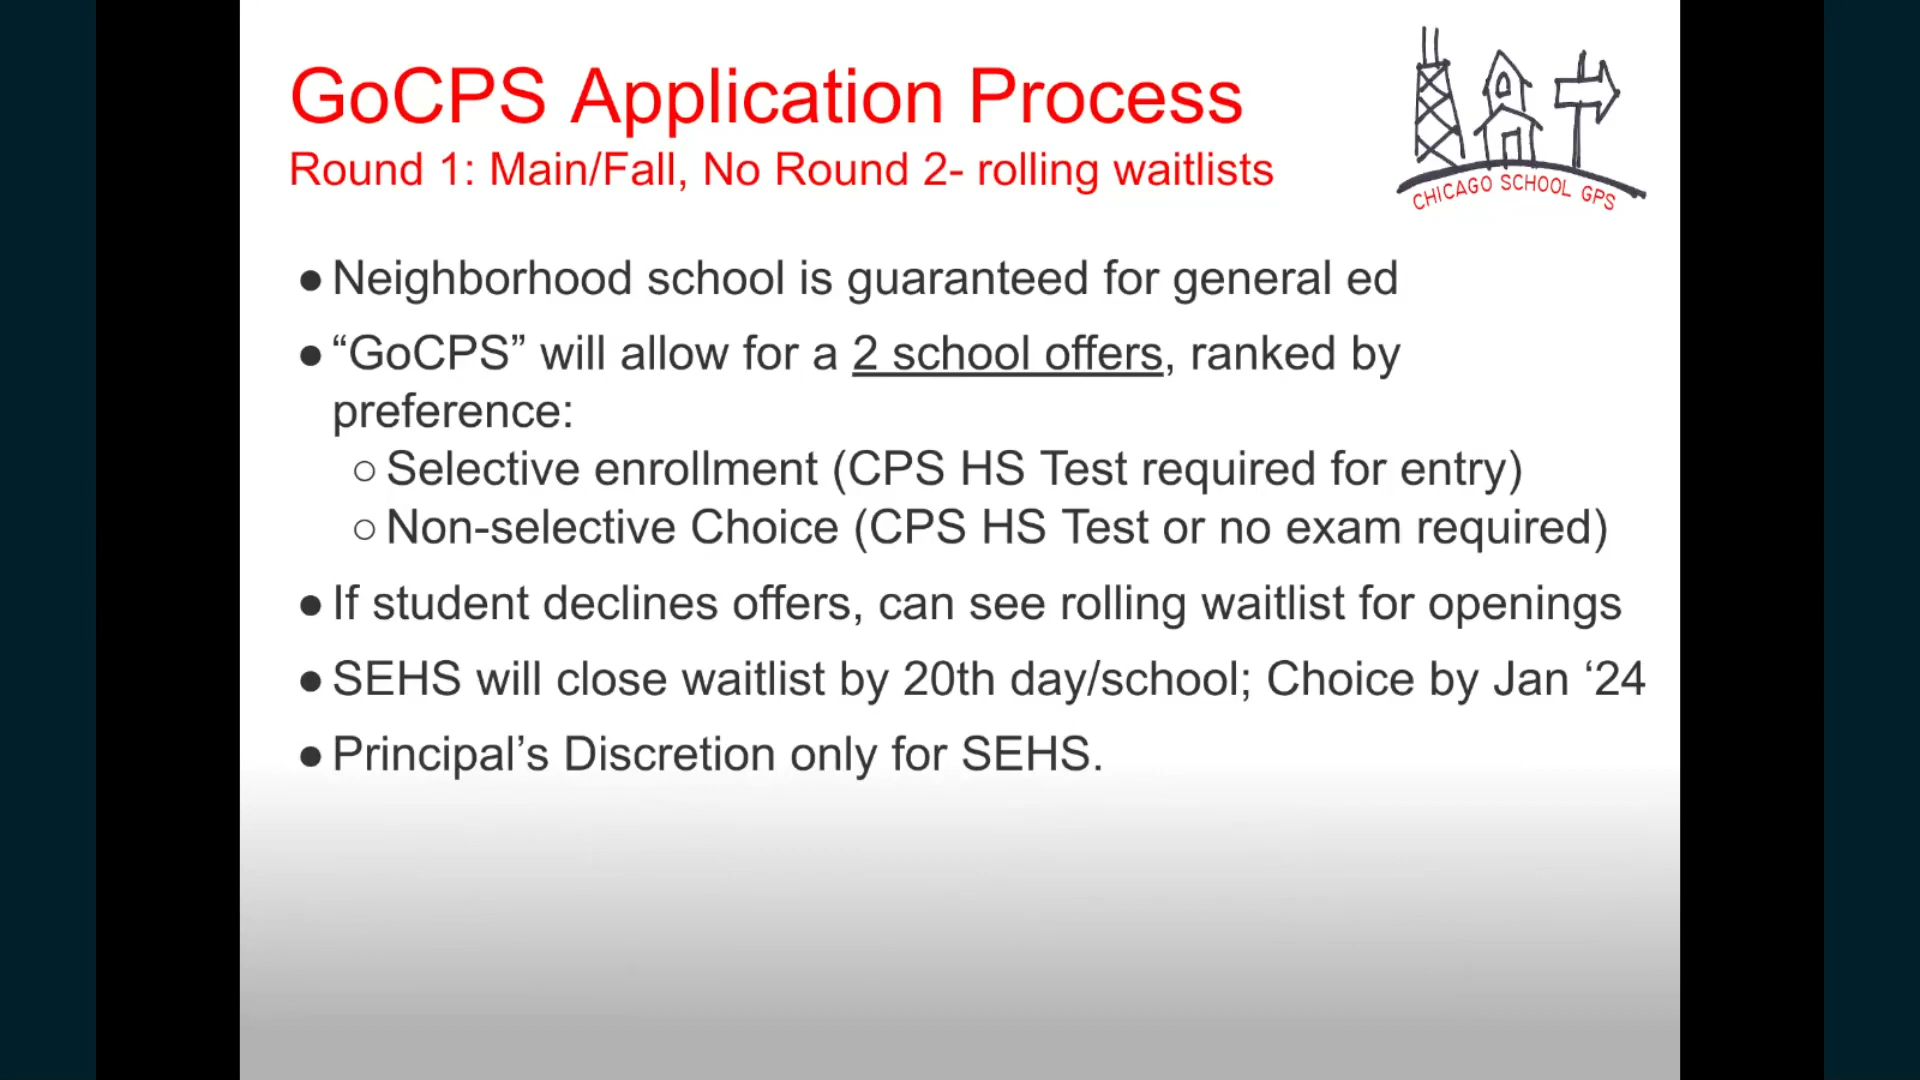 GoCPS Application Process
Round 1: Main/Fall, No Round 2- rolling waitlists
CHICAGO SCHOOL GPS
● Neighborhood school is guaranteed for general ed
● “GoCPS” will allow for a 2 school offers, ranked by
preference:
○ Selective enrollment (CPS HS Test required for entry)
○ Non-selective Choice (CPS HS Test or no exam required)
● If student declines offers, can see rolling waitlist for openings
● SEHS will close waitlist by 20th day/school; Choice by Jan ‘24
● Principal’s Discretion only for SEHS.